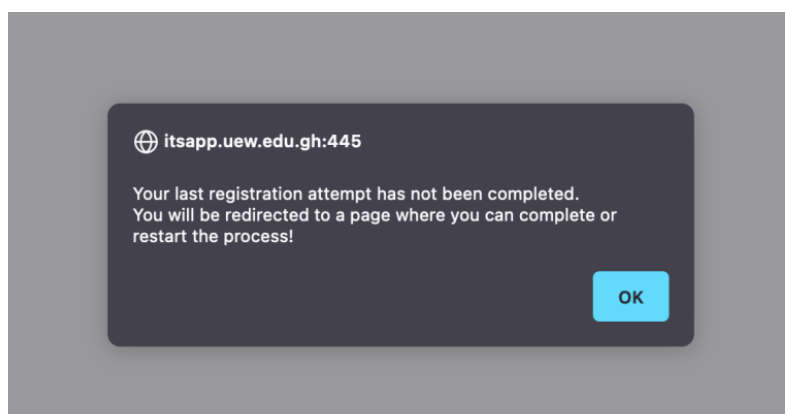 itsapp.uew.edu.gh:445
Your last registration attempt has not been completed.
You will be redirected to a page where you can complete or
restart the process!
OK